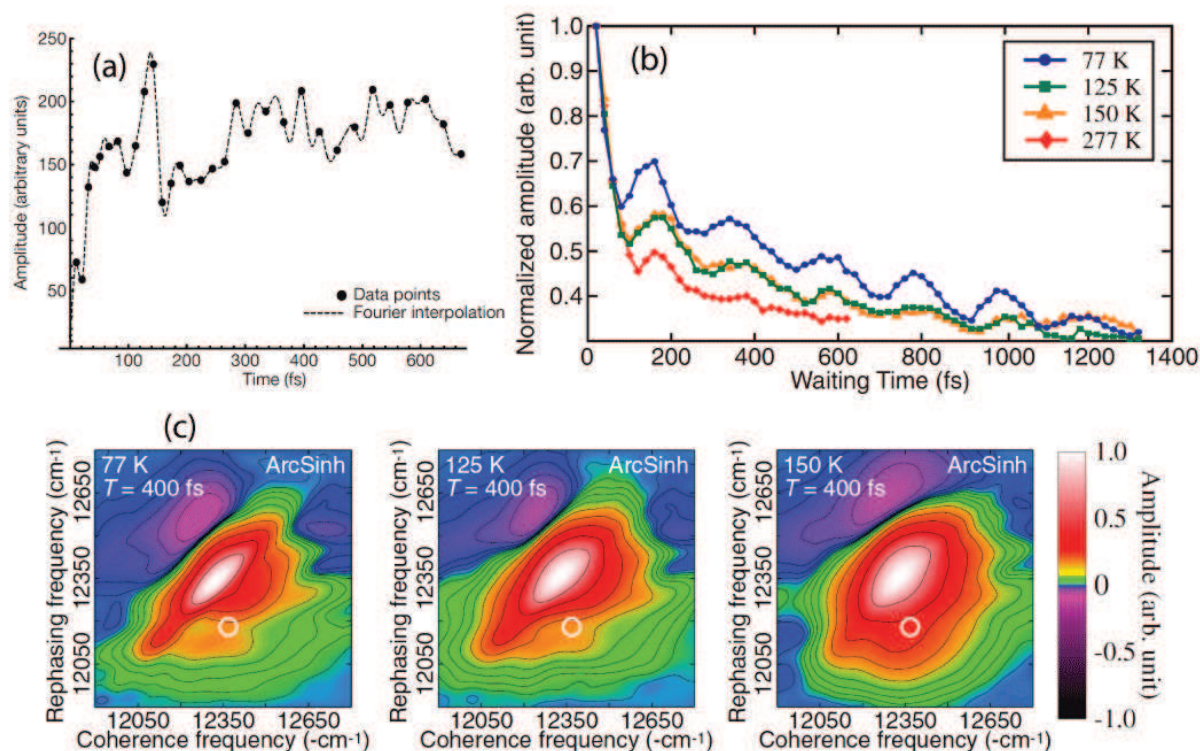 (a)
250
200
150
100
50
Amplitude (arbitrary units)
100 200 300 400 500 600
Time (fs)
Data points
Fourier interpolation
(b)
1.0
0.9
0.8
0.7
0.6
0.5
0.4
Normalized amplitude (arb. unit)
0 200 400 600 800 1000 1200 1400
Waiting Time (fs)
77 K
125 K
150 K
277 K
(c)
77 K ArcSinh
T = 400 fs
Rephasing frequency (cm-1)
12650
12350
12050
12050 12350 12650
Coherence frequency (-cm-1)
125 K ArcSinh
T = 400 fs
Rephasing frequency (cm-1)
12650
12350
12050
12050 12350 12650
Coherence frequency (-cm-1)
150 K ArcSinh
T = 400 fs
Rephasing frequency (cm-1)
12650
12350
12050
12050 12350 12650
Coherence frequency (-cm-1)
1.0
0.5
0
-0.5
-1.0
Amplitude (arb. unit)